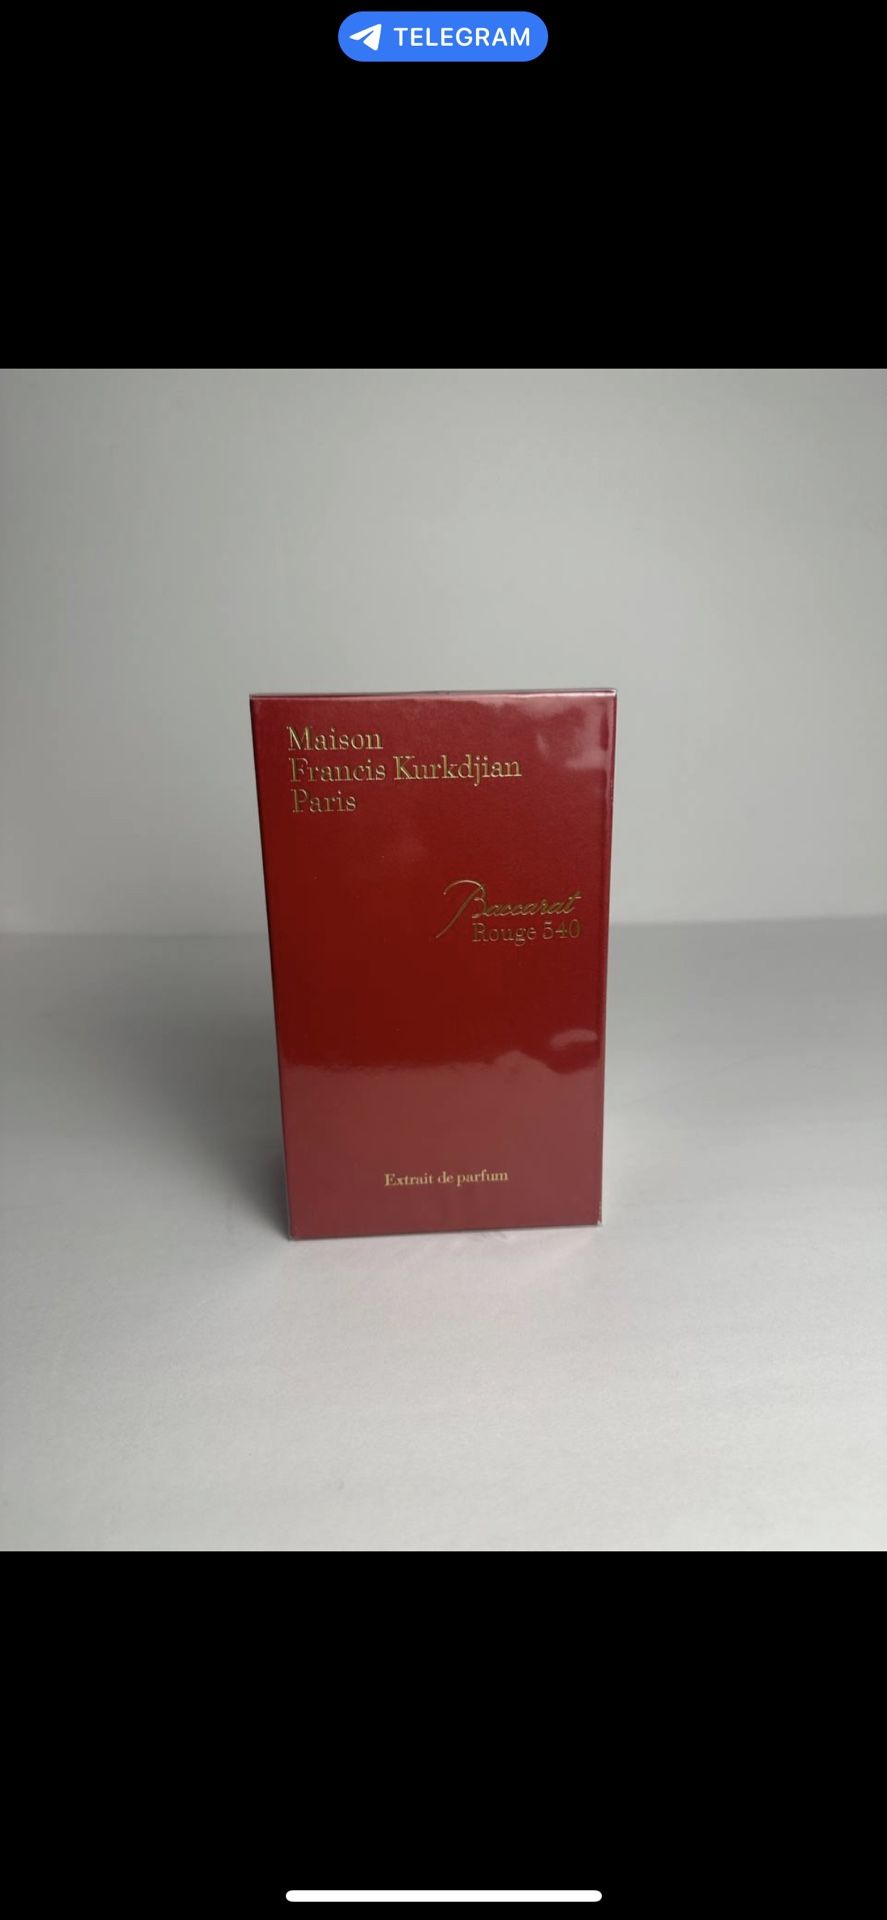 TELEGRAM
Maison
Francis Kurkdjian
Paris
Baccarat
Rouge 540
Extrait de parfum